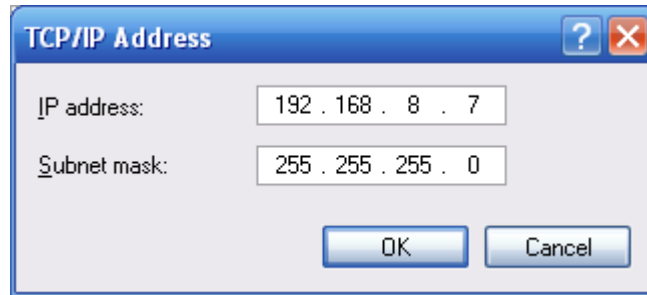 TCP/IP Address
IP address: 192 . 168 . 8 . 7
Subnet mask: 255 . 255 . 255 . 0
OK Cancel